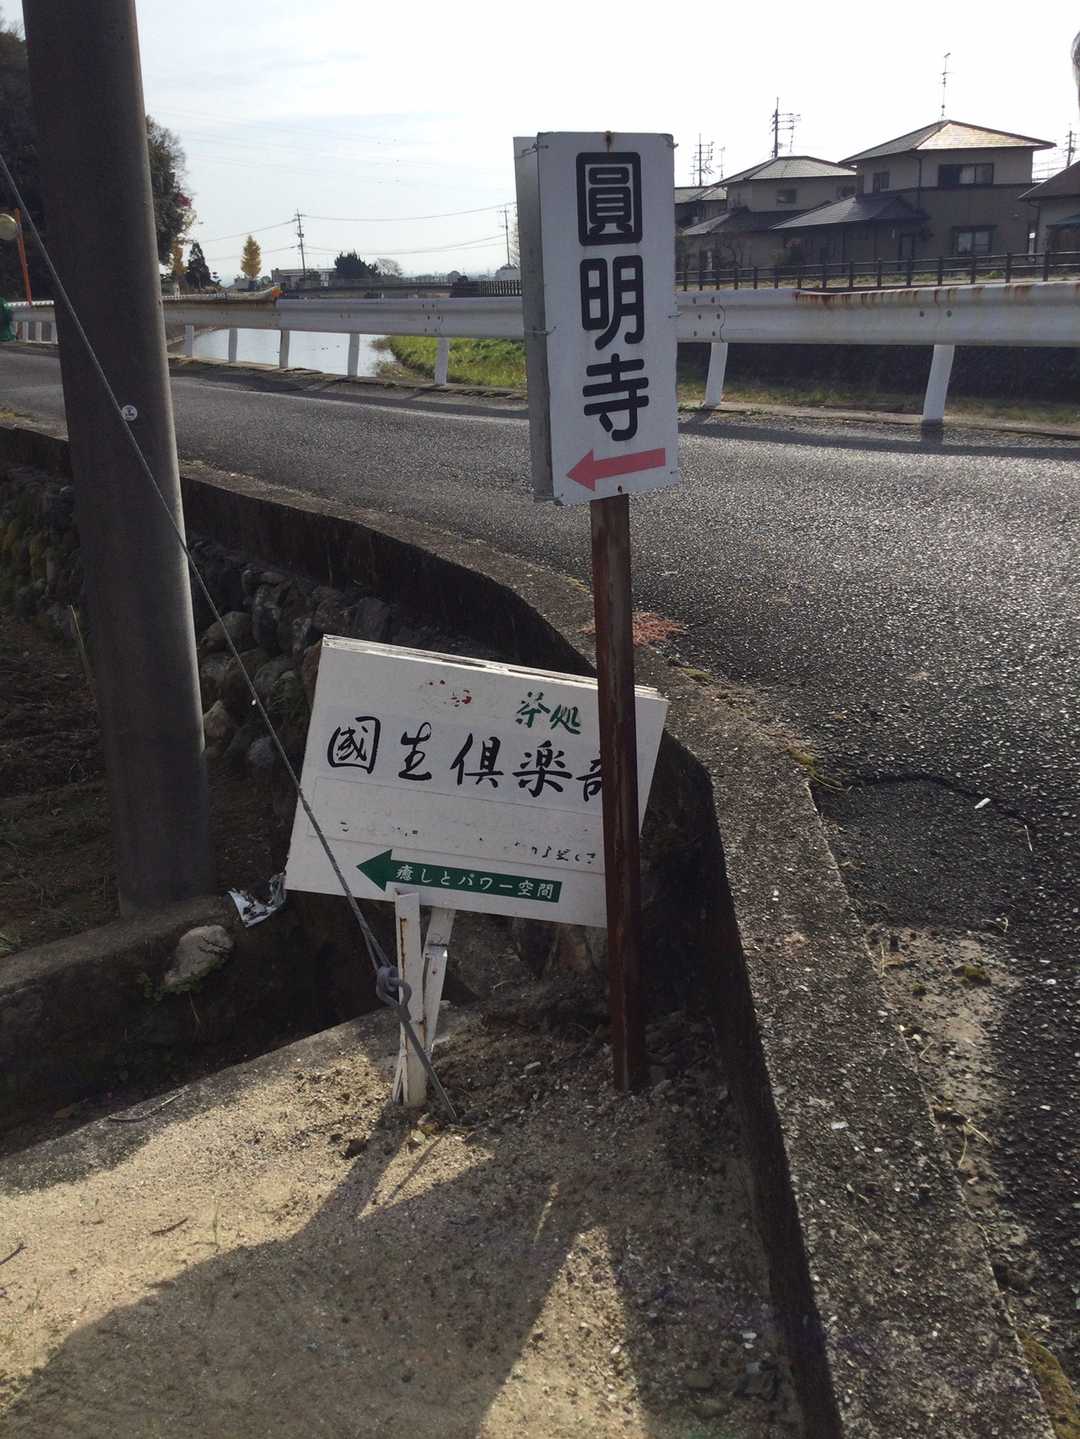 圓明寺
茶処
國生倶楽部
癒しとパワー空間